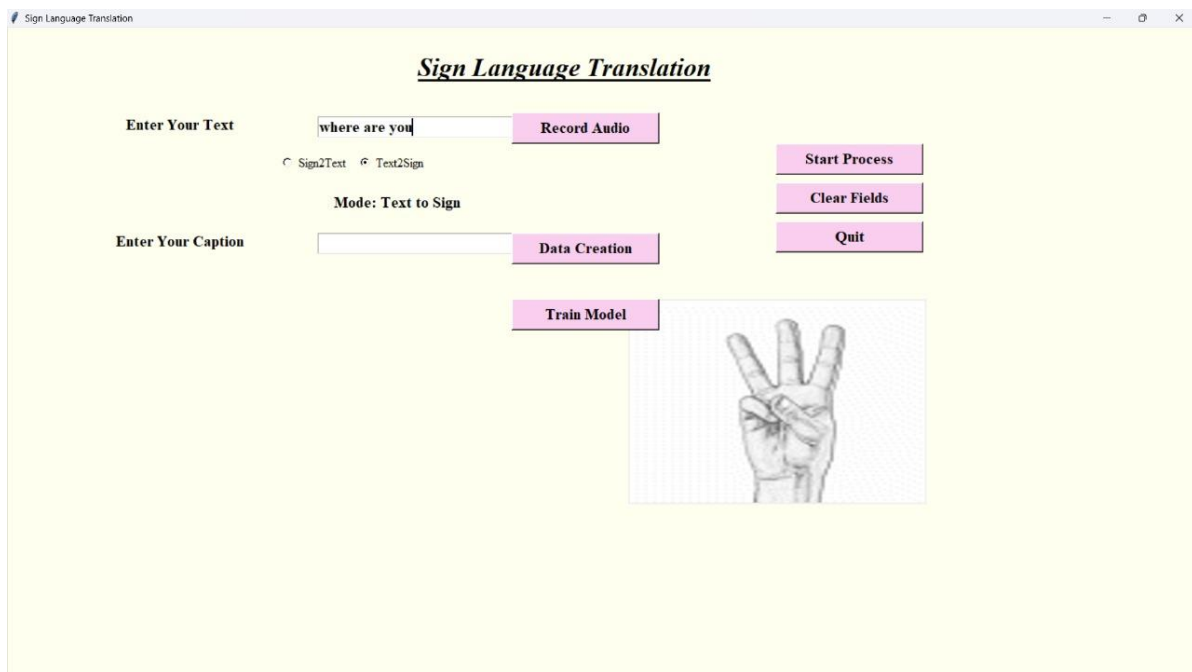 Sign Language Translation
Sign Language Translation
Enter Your Text
where are you
Record Audio
Sign2Text
Text2Sign
Start Process
Mode: Text to Sign
Clear Fields
Enter Your Caption
Data Creation
Quit
Train Model